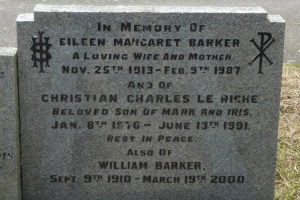 IN MEMORY OF
EILEEN MARGARET BARKER
A LOVING WIFE AND MOTHER
NOV. 25TH 1913 - FEB. 9TH 1987
AND OF
CHRISTIAN CHARLES LE RICHE
BELOVED SON OF MARK AND IRIS,
JAN. 8TH 1976 - JUNE 13TH 1991.
REST IN PEACE
ALSO OF
WILLIAM BARKER,
SEPT. 9TH 1910 - MARCH 19TH 2000